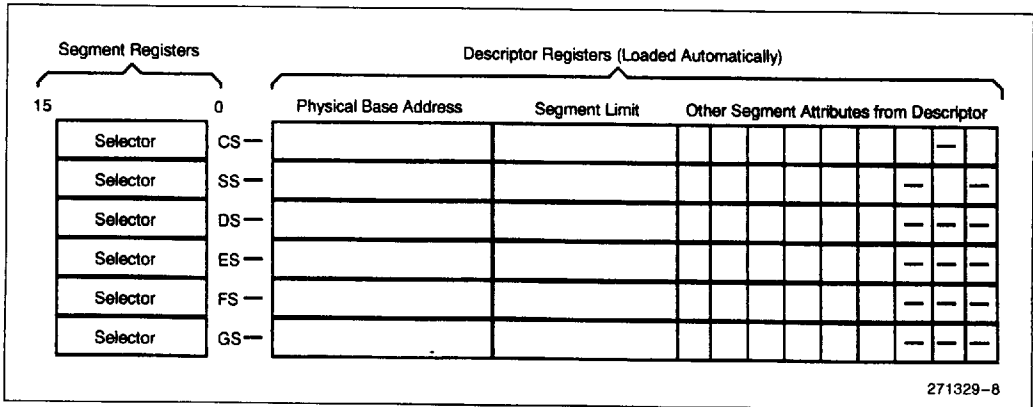 Segment Registers
Descriptor Registers (Loaded Automatically)
15 0
Physical Base Address Segment Limit Other Segment Attributes from Descriptor
Selector CS— —
Selector SS— — —
Selector DS— — — —
Selector ES— — — —
Selector FS— — — —
Selector GS— — — —
271329–8